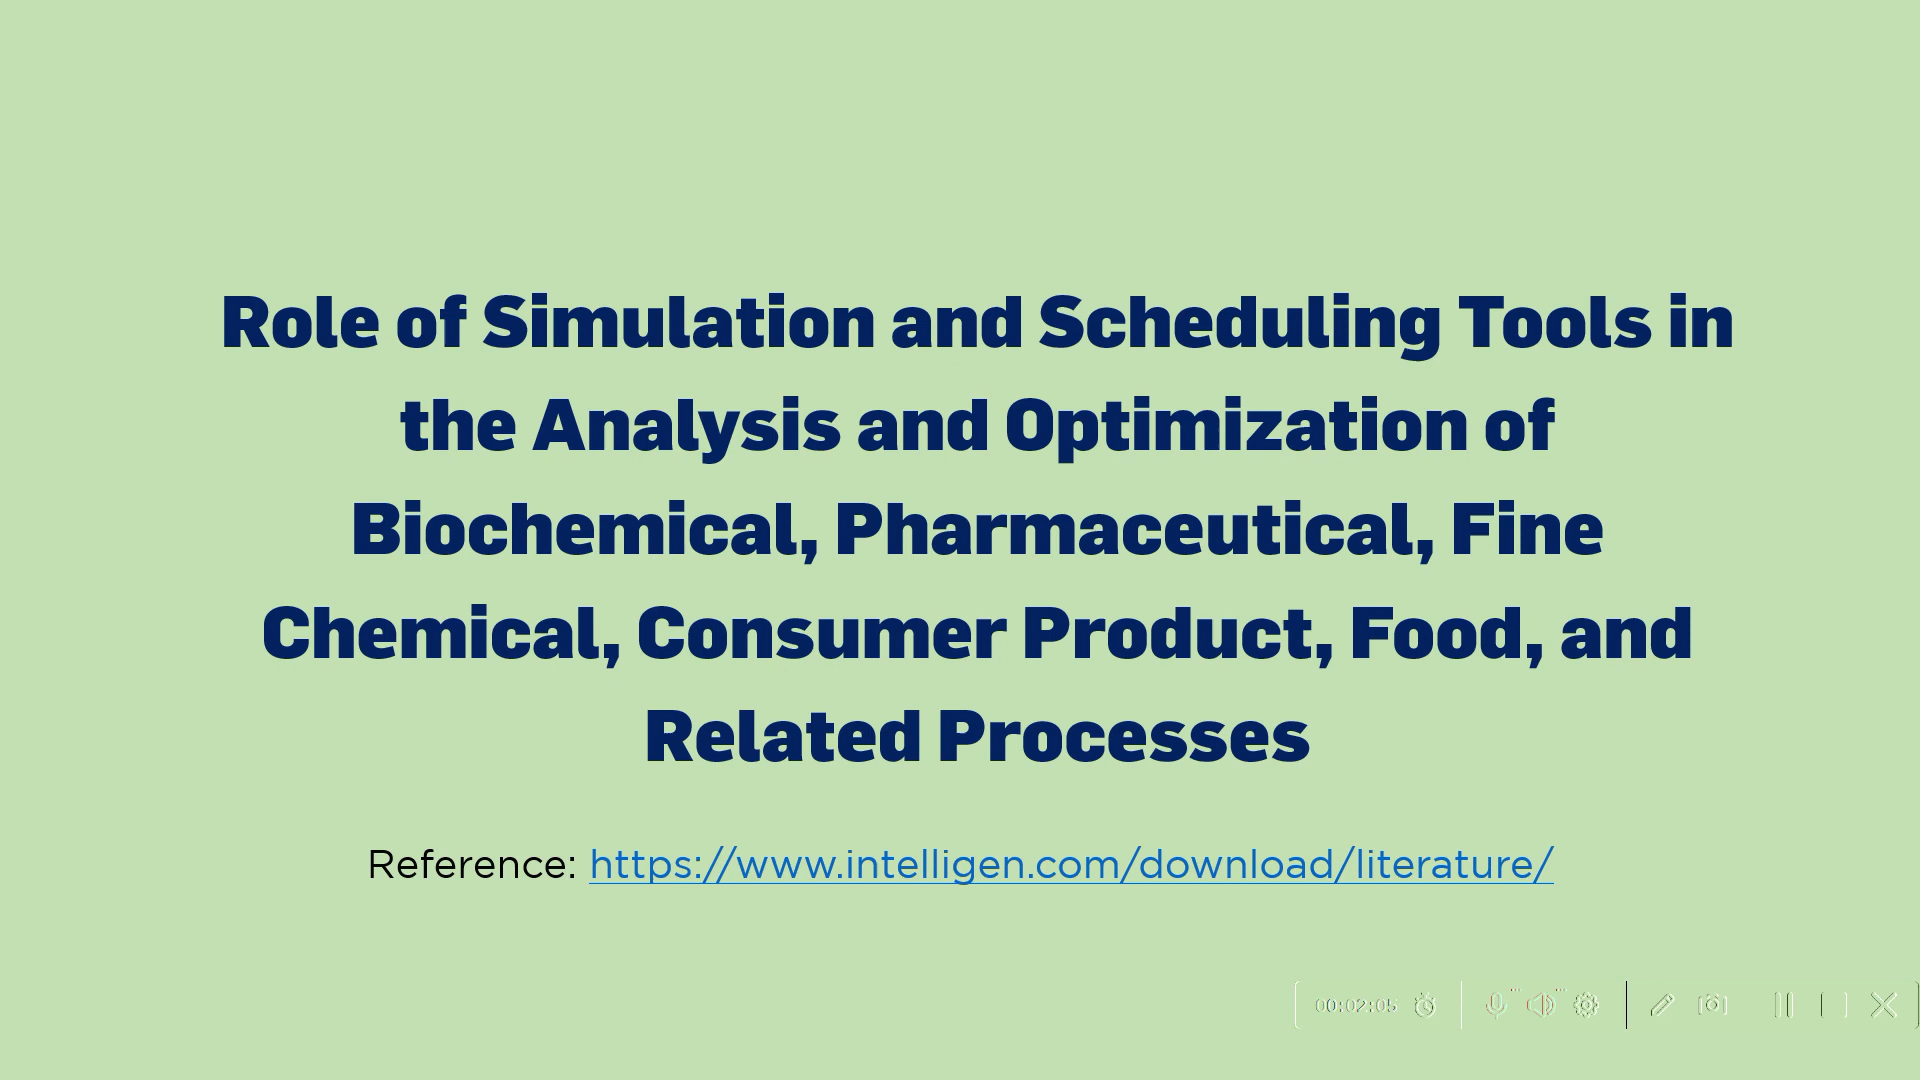 Role of Simulation and Scheduling Tools in
the Analysis and Optimization of
Biochemical, Pharmaceutical, Fine
Chemical, Consumer Product, Food, and
Related Processes
Reference: https://www.intelligen.com/download/literature/
00:02:05